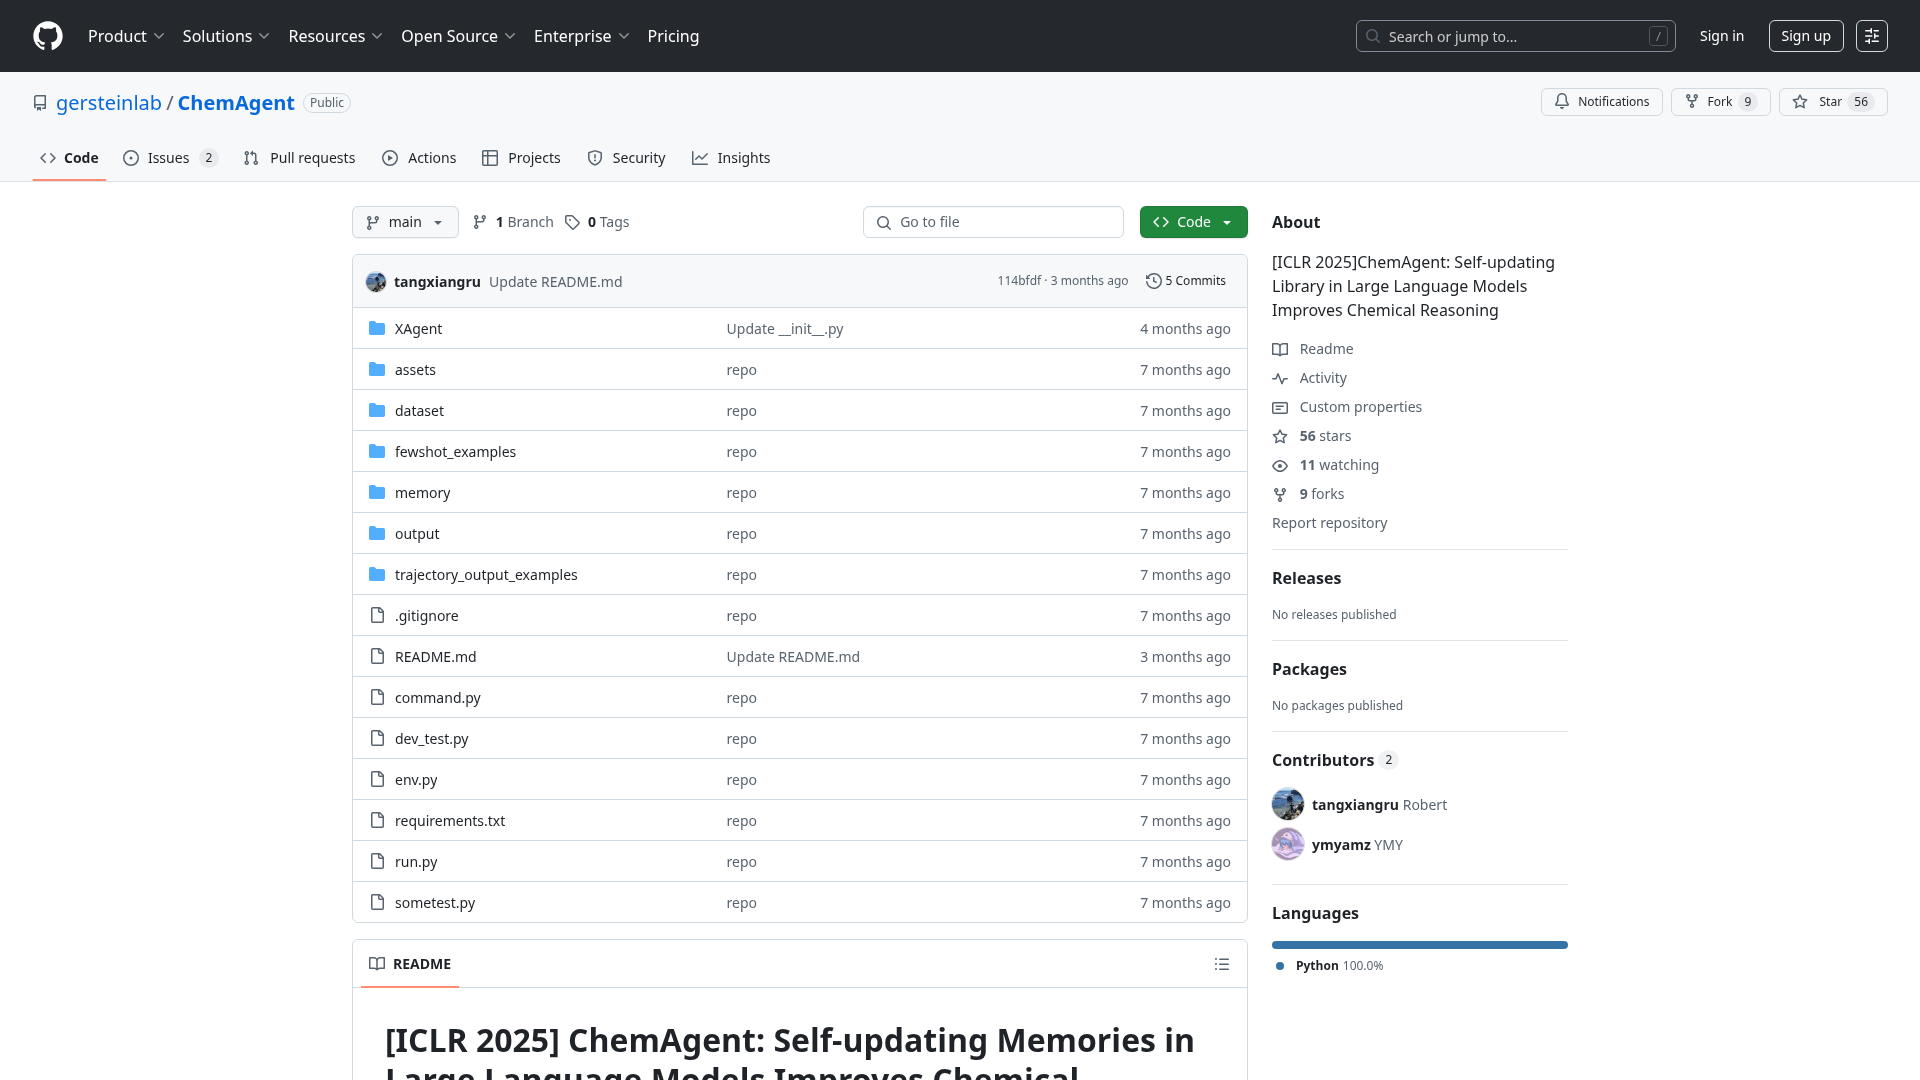 Product Solutions Resources Open Source Enterprise Pricing Search or jump to... / Sign in Sign up
gersteinlab / ChemAgent Public Notifications Fork 9 Star 56
Code Issues 2 Pull requests Actions Projects Security Insights
main 1 Branch 0 Tags Go to file Code
tangxiangru Update README.md 114bfdf · 3 months ago 5 Commits
XAgent Update __init__.py 4 months ago
assets repo 7 months ago
dataset repo 7 months ago
fewshot_examples repo 7 months ago
memory repo 7 months ago
output repo 7 months ago
trajectory_output_examples repo 7 months ago
.gitignore repo 7 months ago
README.md Update README.md 3 months ago
command.py repo 7 months ago
dev_test.py repo 7 months ago
env.py repo 7 months ago
requirements.txt repo 7 months ago
run.py repo 7 months ago
sometest.py repo 7 months ago
README
[ICLR 2025] ChemAgent: Self-updating Memories in
Large Language Models Improves Chemical
About
[ICLR 2025]ChemAgent: Self-updating
Library in Large Language Models
Improves Chemical Reasoning
Readme
Activity
Custom properties
56 stars
11 watching
9 forks
Report repository
Releases
No releases published
Packages
No packages published
Contributors 2
tangxiangru Robert
ymyamz YMY
Languages
Python 100.0%